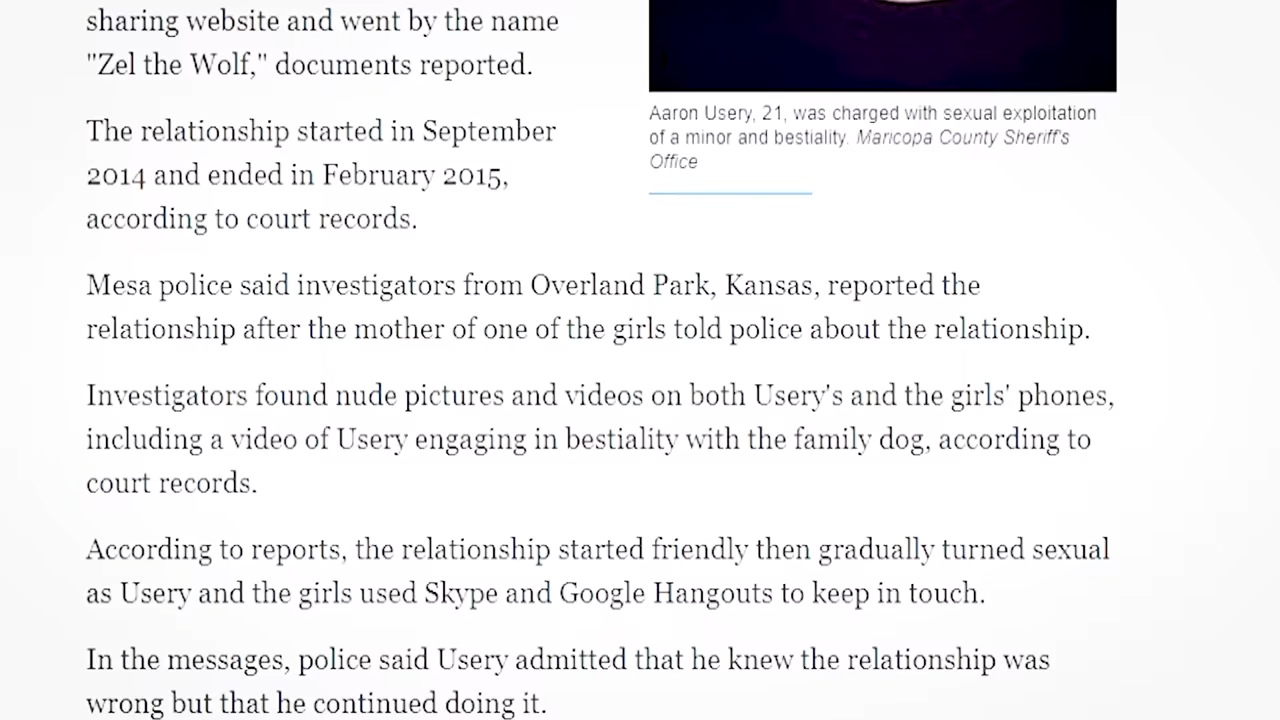 sharing website and went by the name
"Zel the Wolf," documents reported.
The relationship started in September
2014 and ended in February 2015,
according to court records.
Aaron Usery, 21, was charged with sexual exploitation
of a minor and bestiality. Maricopa County Sheriff's
Office
Mesa police said investigators from Overland Park, Kansas, reported the
relationship after the mother of one of the girls told police about the relationship.
Investigators found nude pictures and videos on both Usery's and the girls' phones,
including a video of Usery engaging in bestiality with the family dog, according to
court records.
According to reports, the relationship started friendly then gradually turned sexual
as Usery and the girls used Skype and Google Hangouts to keep in touch.
In the messages, police said Usery admitted that he knew the relationship was
wrong but that he continued doing it.